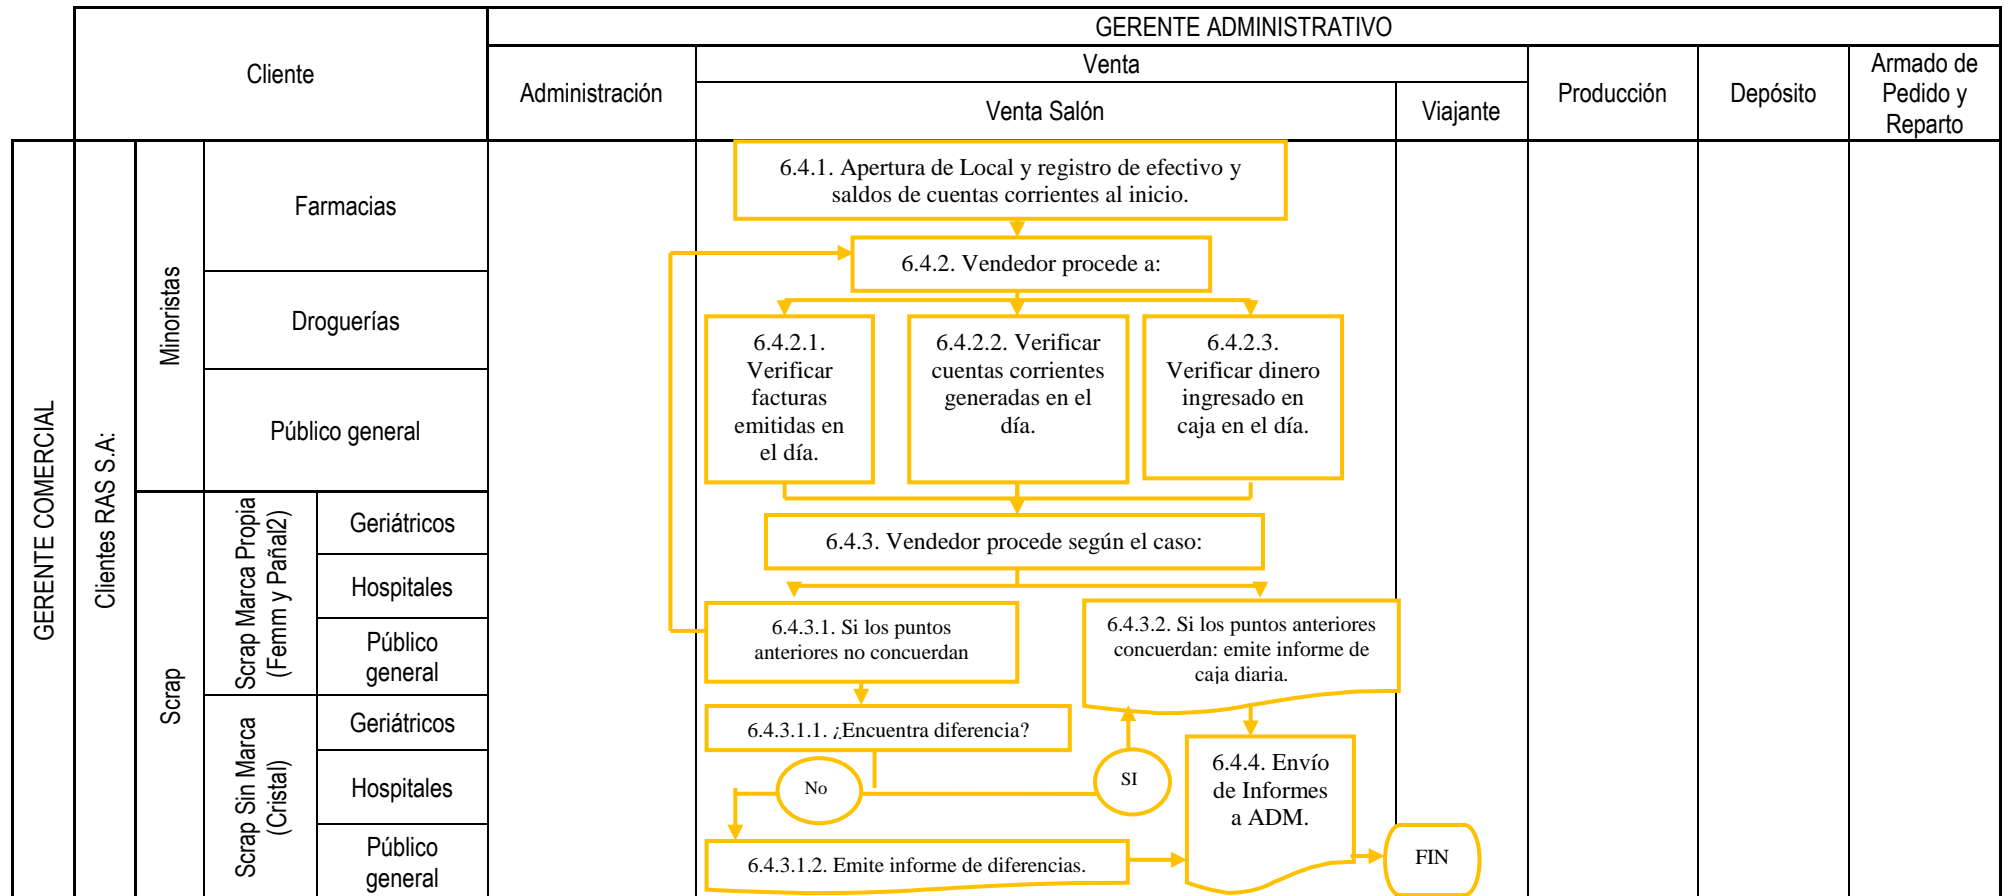 GERENTE ADMINISTRATIVO
Cliente
Administración
Venta
Venta Salón
Viajante
Producción
Depósito
Armado de
Pedido y
Reparto
GERENTE COMERCIAL
Clientes RAS S.A:
Minoristas
Farmacias
Droguerías
Público general
Scrap
Scrap Marca Propia
(Femm y Pañal2)
Geriátricos
Hospitales
Público
general
Scrap Sin Marca
(Cristal)
Geriátricos
Hospitales
Público
general
6.4.1. Apertura de Local y registro de efectivo y
saldos de cuentas corrientes al inicio.
6.4.2. Vendedor procede a:
6.4.2.1.
Verificar
facturas
emitidas en
el día.
6.4.2.2. Verificar
cuentas corrientes
generadas en el
día.
6.4.2.3.
Verificar dinero
ingresado en
caja en el día.
6.4.3. Vendedor procede según el caso:
6.4.3.1. Si los puntos
anteriores no concuerdan
6.4.3.2. Si los puntos anteriores
concuerdan: emite informe de
caja diaria.
6.4.3.1.1. ¿Encuentra diferencia?
No
SI
6.4.4. Envío
de Informes
a ADM.
6.4.3.1.2. Emite informe de diferencias.
FIN